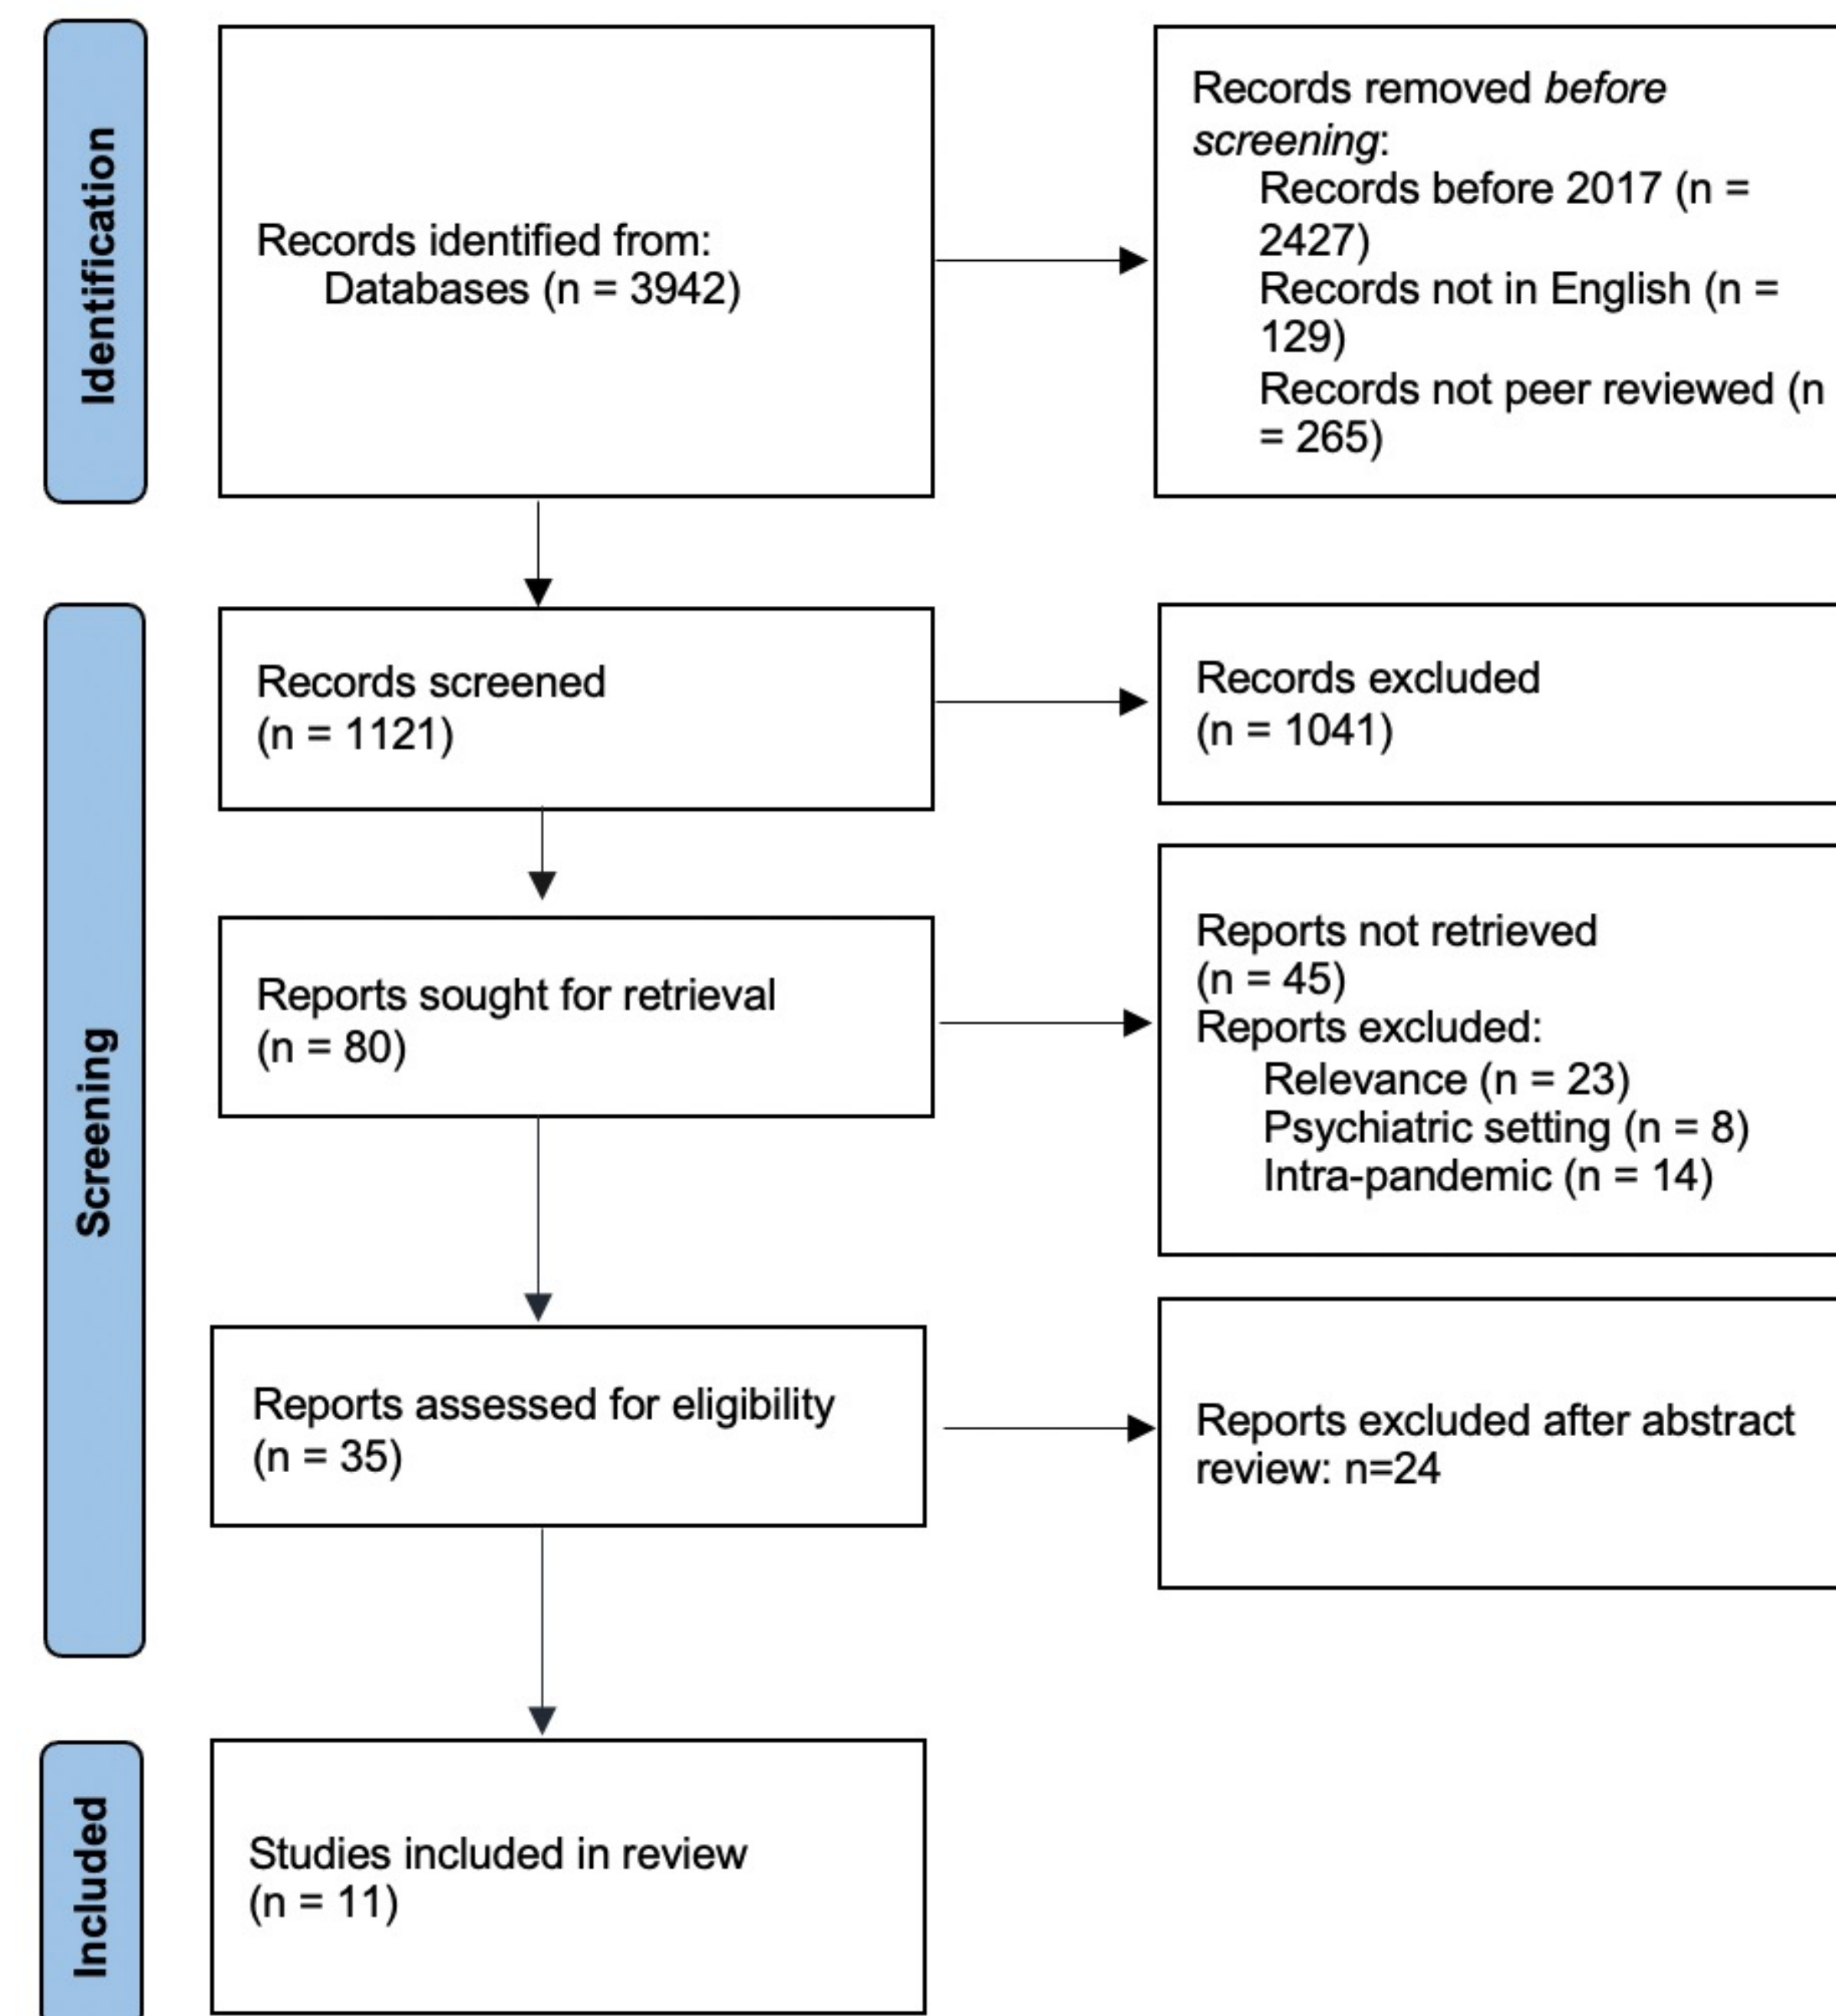 Identification
Records identified from:
Databases (n = 3942)
Records removed before
screening:
Records before 2017 (n =
2427)
Records not in English (n =
129)
Records not peer reviewed (n
= 265)
Screening
Records screened
(n = 1121)
Records excluded
(n = 1041)
Reports sought for retrieval
(n = 80)
Reports not retrieved
(n = 45)
Reports excluded:
Relevance (n = 23)
Psychiatric setting (n = 8)
Intra-pandemic (n = 14)
Reports assessed for eligibility
(n = 35)
Reports excluded after abstract
review: n=24
Included
Studies included in review
(n = 11)